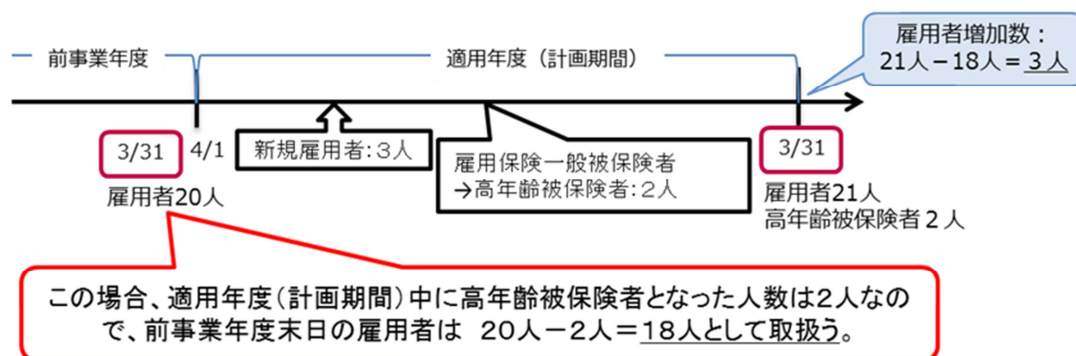 雇用者増加数：
21人－18人＝３人
前事業年度
適用年度（計画期間）
3/31
4/1
新規雇用者：3人
雇用保険一般被保険者
→高年齢被保険者：2人
3/31
雇用者20人
雇用者21人
高年齢被保険者２人
この場合、適用年度（計画期間）中に高年齢被保険者となった人数は２人なの
で、前事業年度末日の雇用者は 20人－２人＝18人として取扱う。